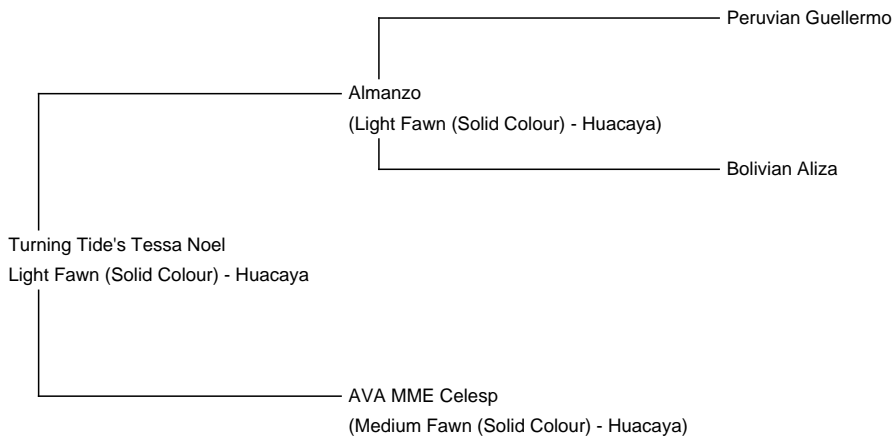 Peruvian Guellermo
Almanzo
(Light Fawn (Solid Colour) - Huacaya)
Bolivian Aliza
Turning Tide's Tessa Noel
Light Fawn (Solid Colour) - Huacaya
AVA MME Celesp
(Medium Fawn (Solid Colour) - Huacaya)